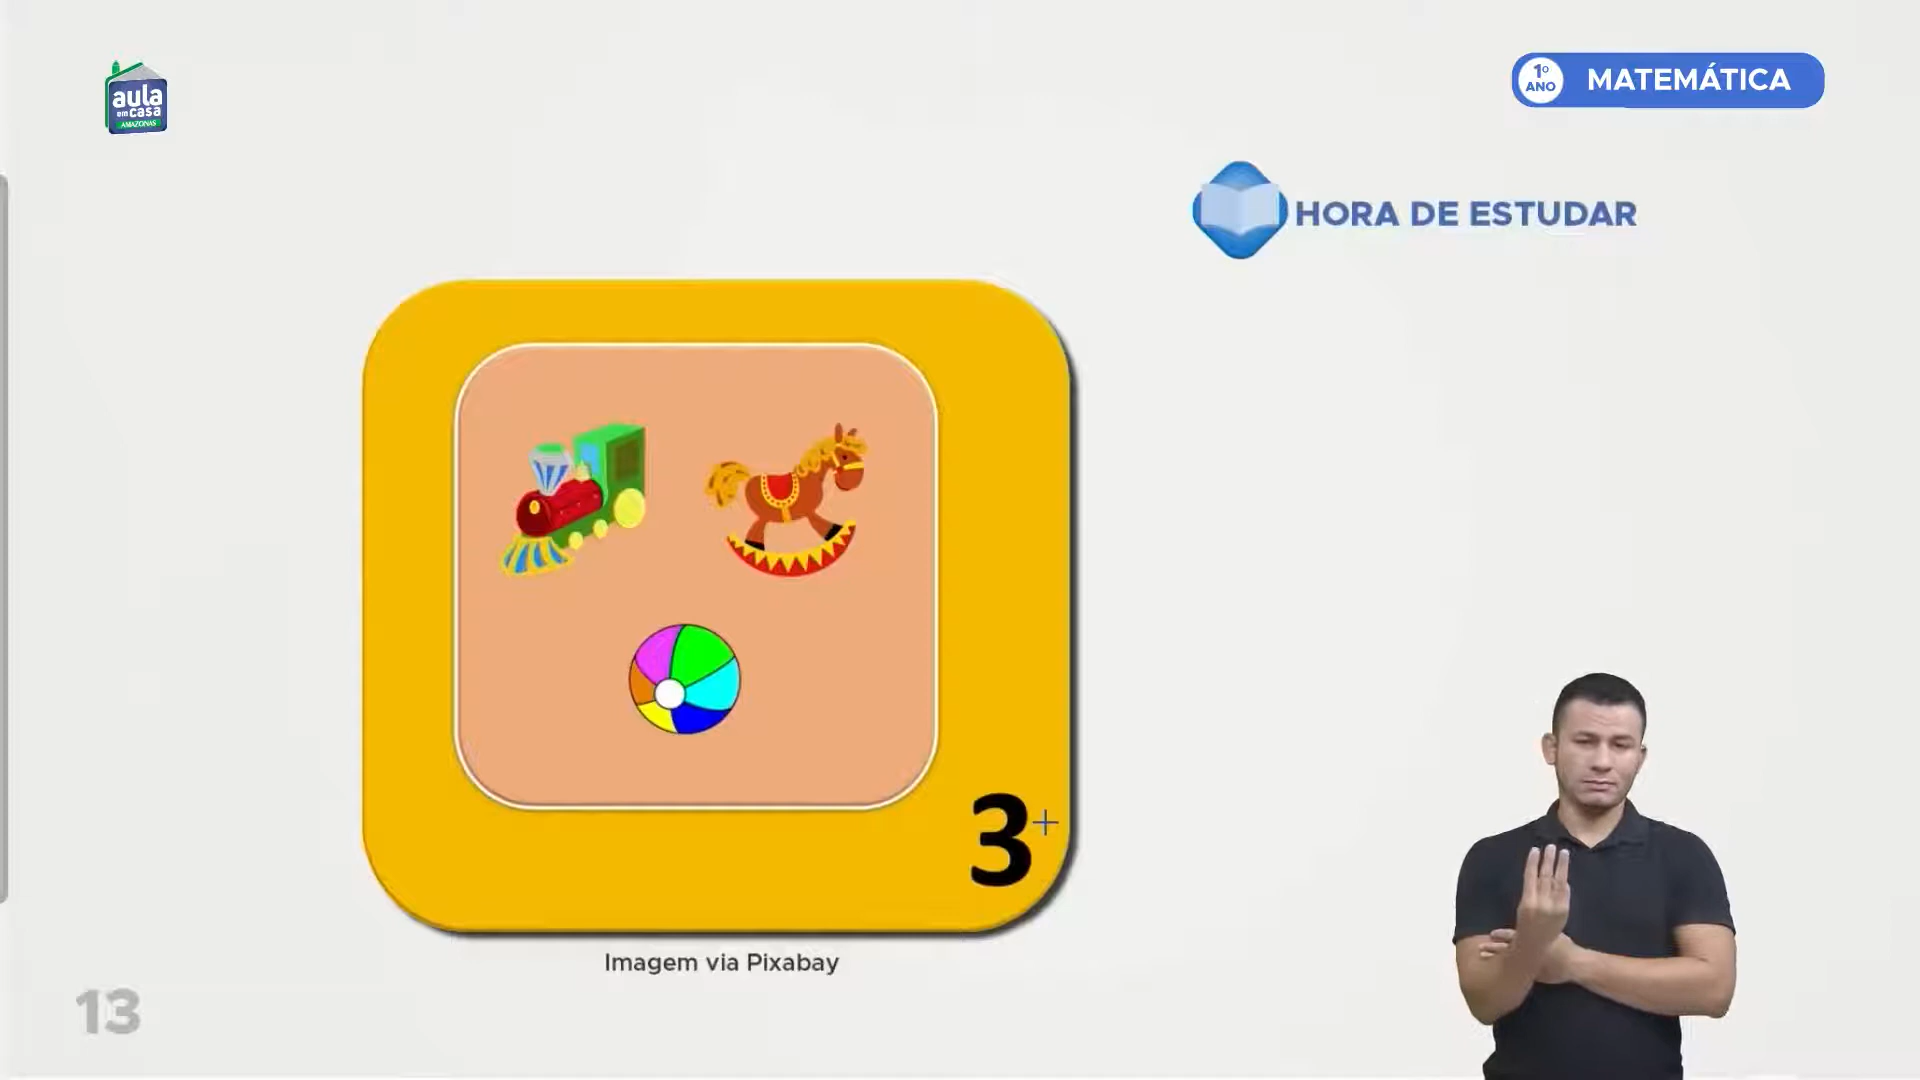 aula
em casa
AMAZONAS
1º
ANO
MATEMÁTICA
HORA DE ESTUDAR
3
Imagem via Pixabay
13